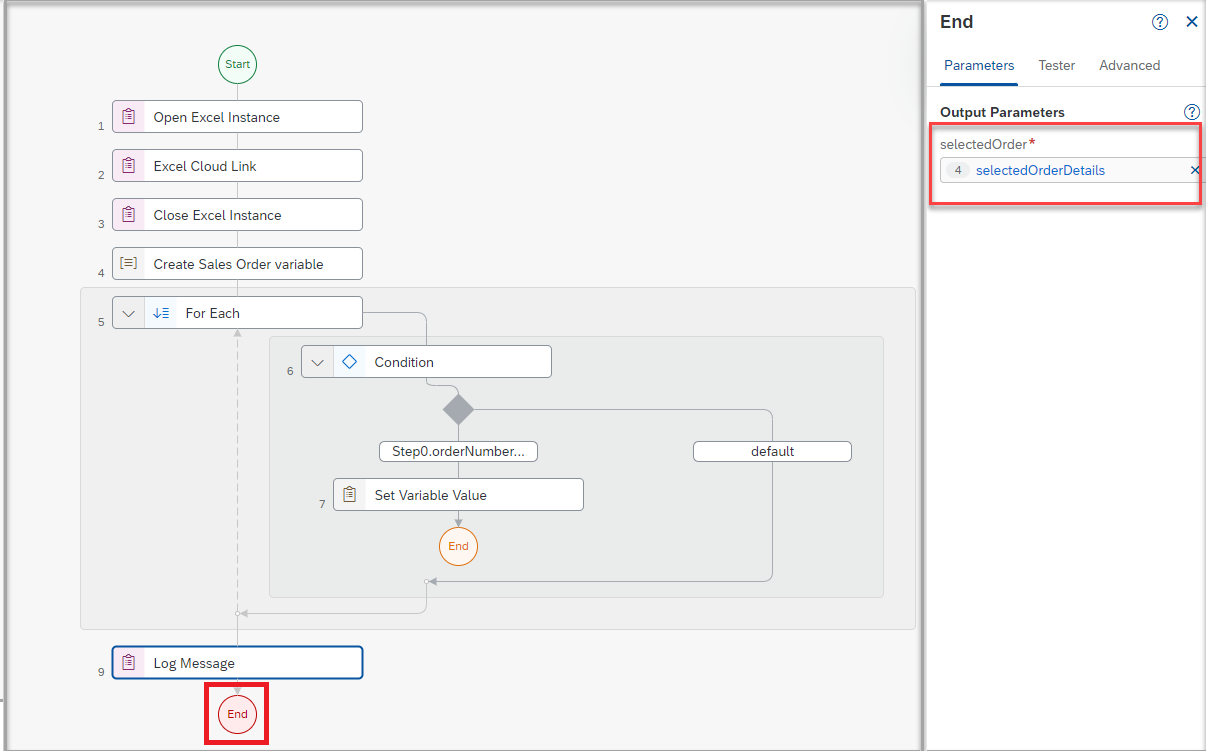 Start
1 Open Excel Instance
2 Excel Cloud Link
3 Close Excel Instance
4 Create Sales Order variable
5 For Each
6 Condition
Step0.orderNumber...
default
7 Set Variable Value
End
9 Log Message
End
End
Parameters Tester Advanced
Output Parameters
selectedOrder*
4 selectedOrderDetails